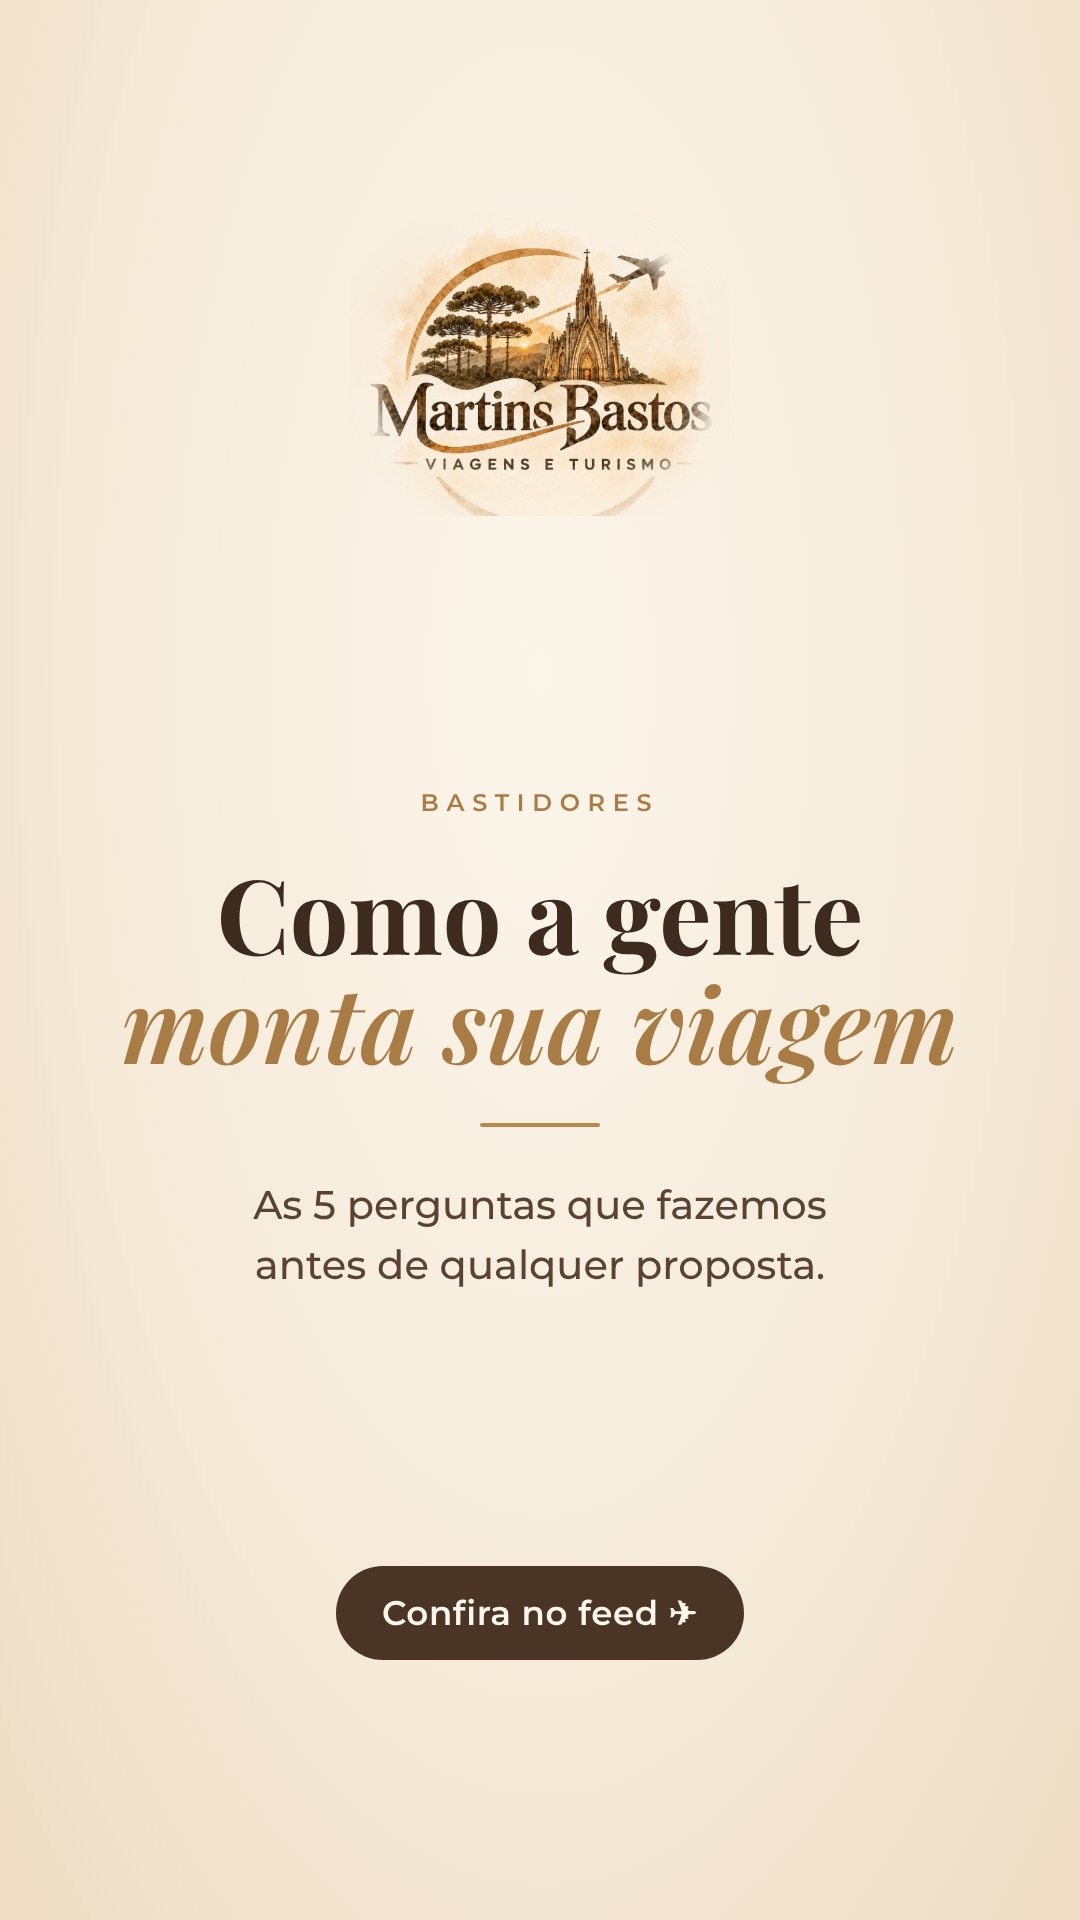 Martins Bastos
VIAGENS E TURISMO
BASTIDORES
Como a gente
monta sua viagem
As 5 perguntas que fazemos
antes de qualquer proposta.
Confira no feed ✈